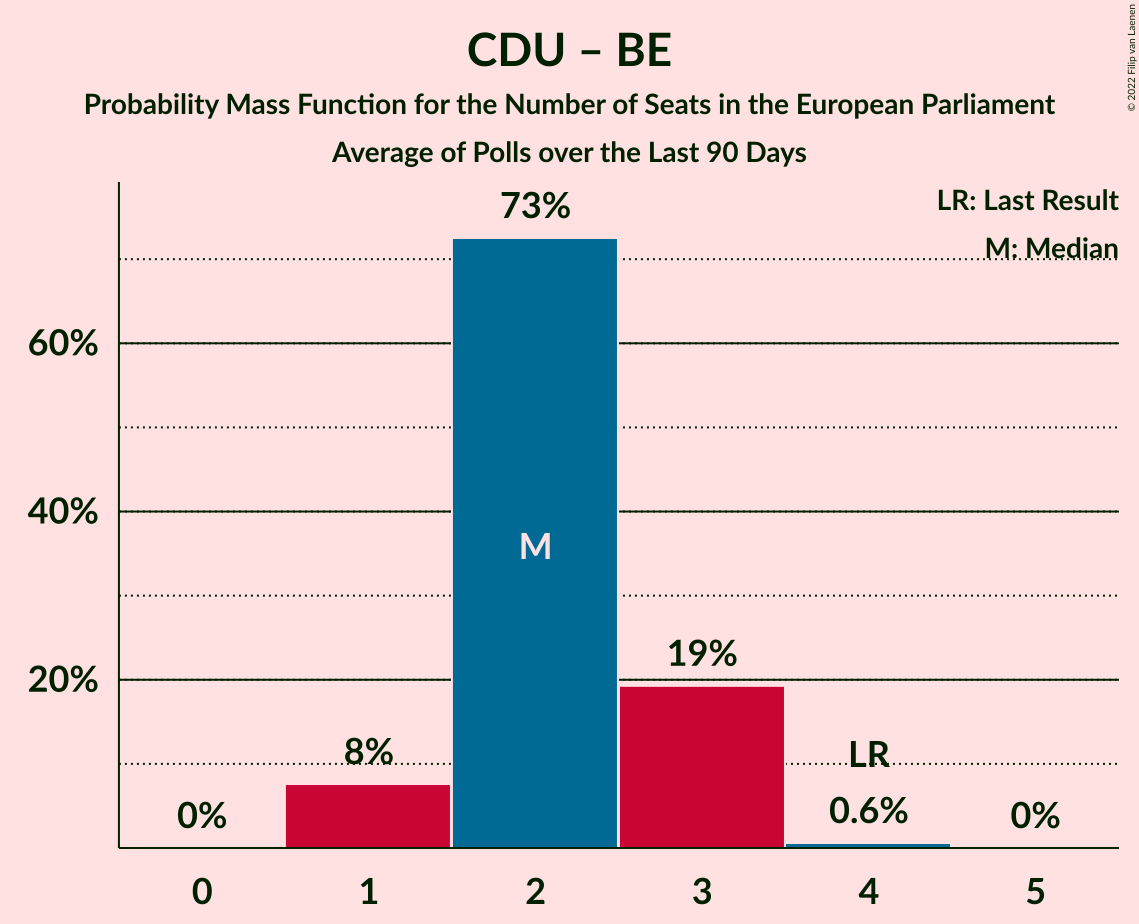 CDU – BE
Probability Mass Function for the Number of Seats in the European Parliament
Average of Polls over the Last 90 Days
© 2022 Filip van Laenen
LR: Last Result
M: Median
60%
40%
20%
0%
8%
73%
M
19%
LR
0.6%
0%
0 1 2 3 4 5